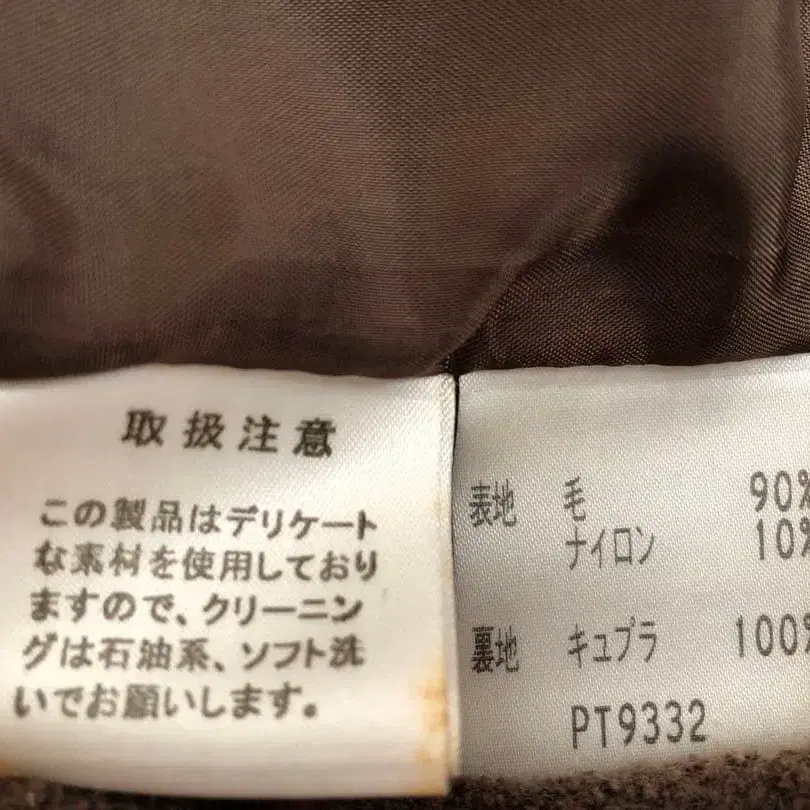 取扱注意
この製品はデリケート
な素材を使用しており
ますので、クリーニン
グは石油系、ソフト洗
いでお願いします。
表地 毛 90%
ナイロン 10%
裏地 キュプラ 100%
PT9332